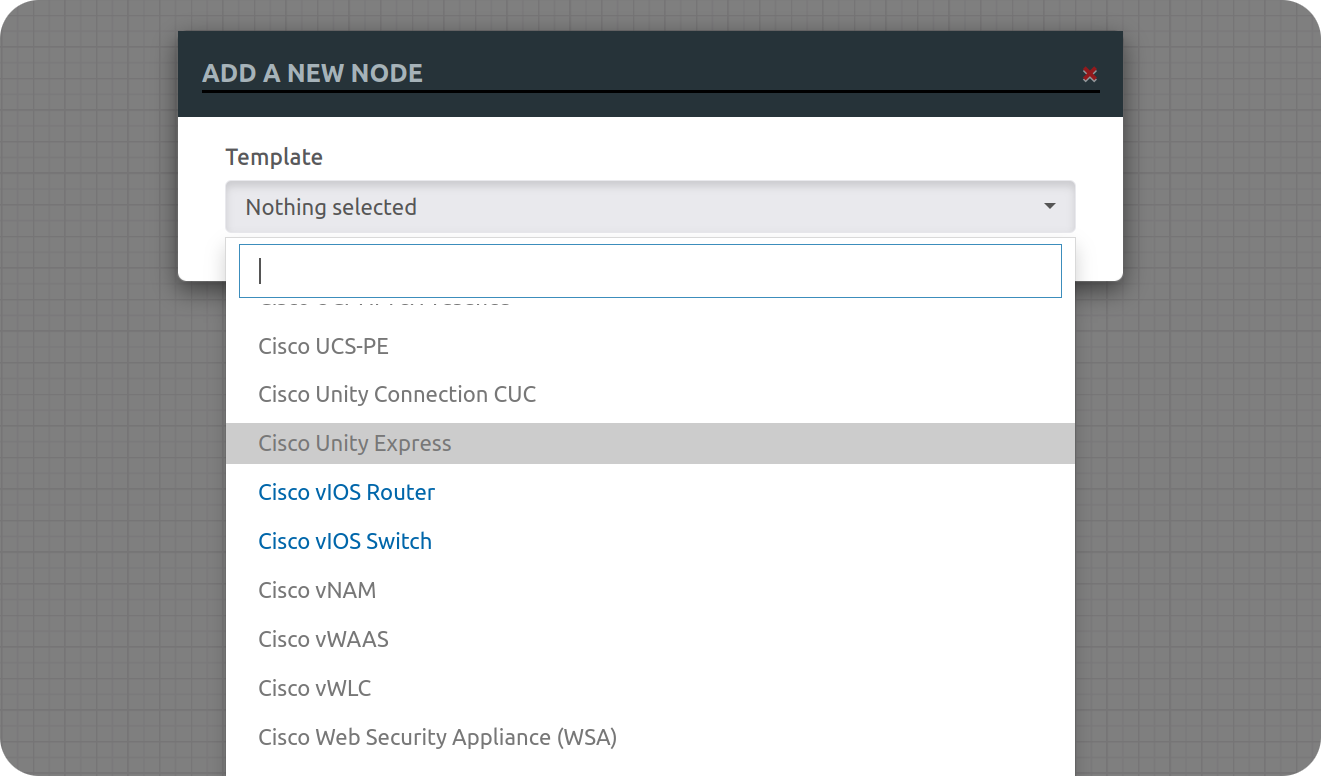 ADD A NEW NODE
Template
Nothing selected
Cisco UCS-PE
Cisco Unity Connection CUC
Cisco Unity Express
Cisco vIOS Router
Cisco vIOS Switch
Cisco vNAM
Cisco vWAAS
Cisco vWLC
Cisco Web Security Appliance (WSA)